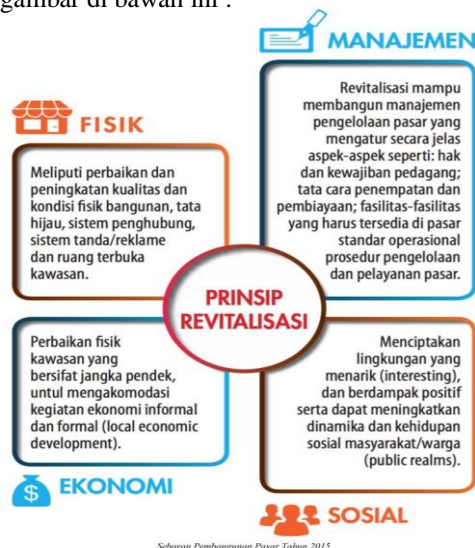 gambar di bawah ini :
FISIK
Meliputi perbaikan dan
peningkatan kualitas dan
kondisi fisik bangunan, tata
hijau, sistem penghubung,
sistem tanda/reklame
dan ruang terbuka
kawasan.
MANAJEMEN
Revitalisasi mampu
membangun manajemen
pengelolaan pasar yang
mengatur secara jelas
aspek-aspek seperti: hak
dan kewajiban pedagang;
tata cara penempatan dan
pembiayaan; fasilitas-fasilitas
yang harus tersedia di pasar
standar operasional
prosedur pengelolaan
dan pelayanan pasar.
PRINSIP
REVITALISASI
Perbaikan fisik
kawasan yang
bersifat jangka pendek,
untul mengakomodasi
kegiatan ekonomi informal
dan formal (local economic
development).
$ EKONOMI
Menciptakan
lingkungan yang
menarik (interesting),
dan berdampak positif
serta dapat meningkatkan
dinamika dan kehidupan
sosial masyarakat/warga
(public realms).
SOSIAL
Sebaran Pembangunan Pasar Tahun 2015